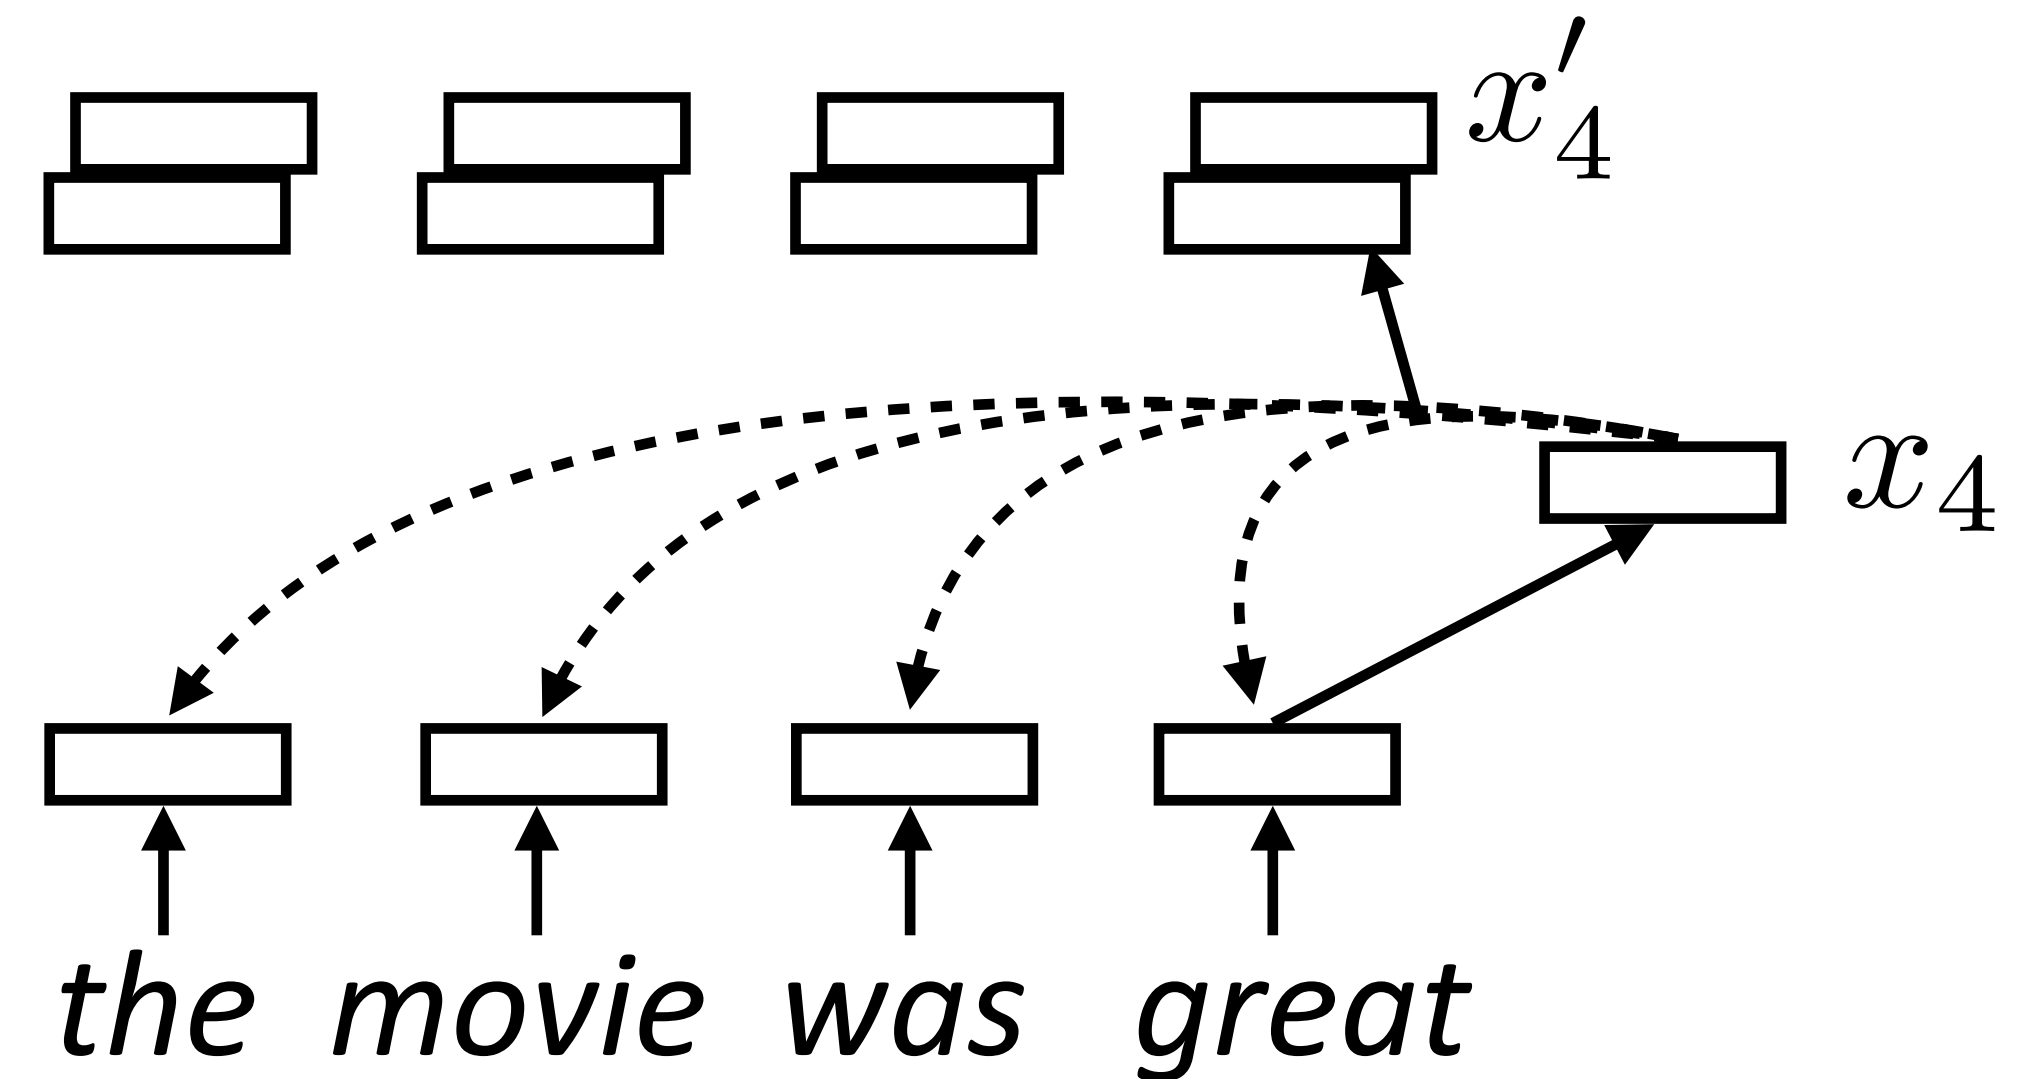 x′₄
x₄
the movie was great